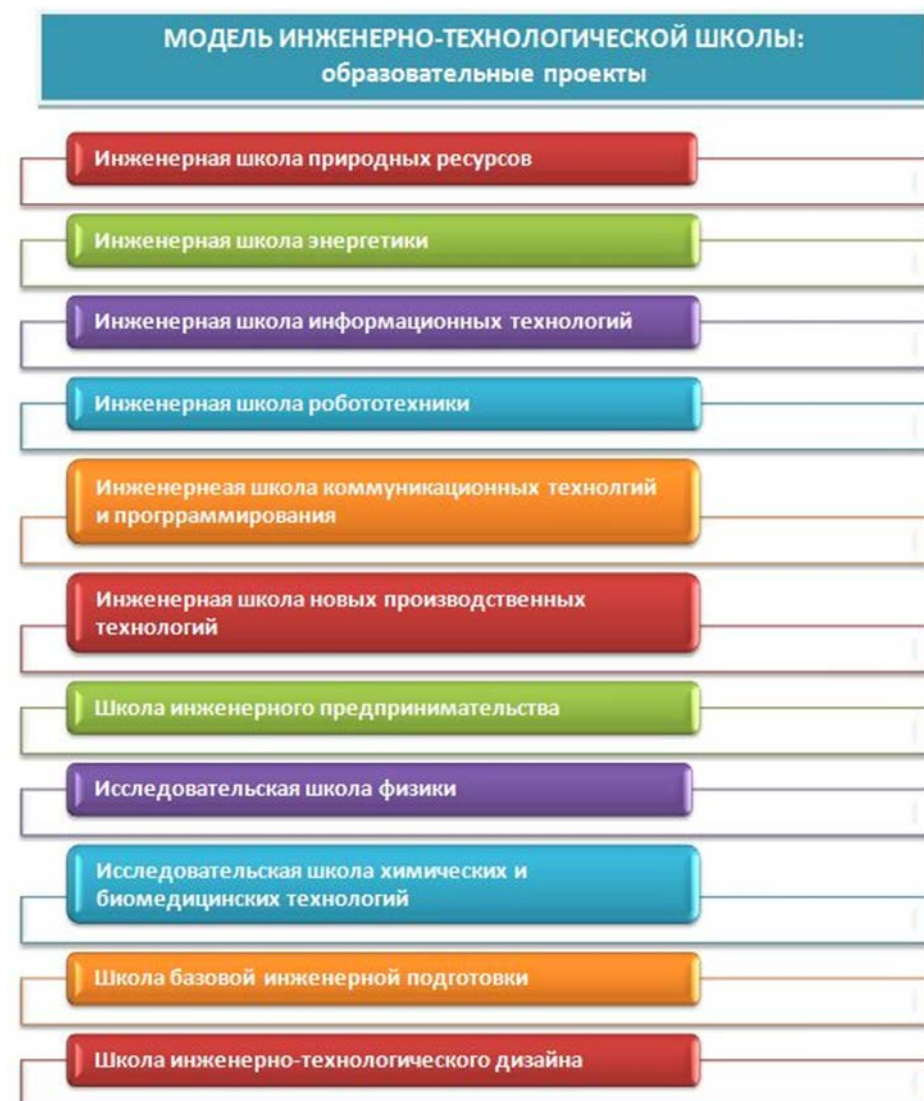 МОДЕЛЬ ИНЖЕНЕРНО-ТЕХНОЛОГИЧЕСКОЙ ШКОЛЫ:
образовательные проекты
Инженерная школа природных ресурсов
Инженерная школа энергетики
Инженерная школа информационных технологий
Инженерная школа робототехники
Инженернеая школа коммуникационных технолгий
и прогрраммирования
Инженерная школа новых производственных
технологий
Школа инженерного предпринимательства
Исследовательская школа физики
Исследовательская школа химических и
биомедицинских технологий
Школа базовой инженерной подготовки
Школа инженерно-технологического дизайна